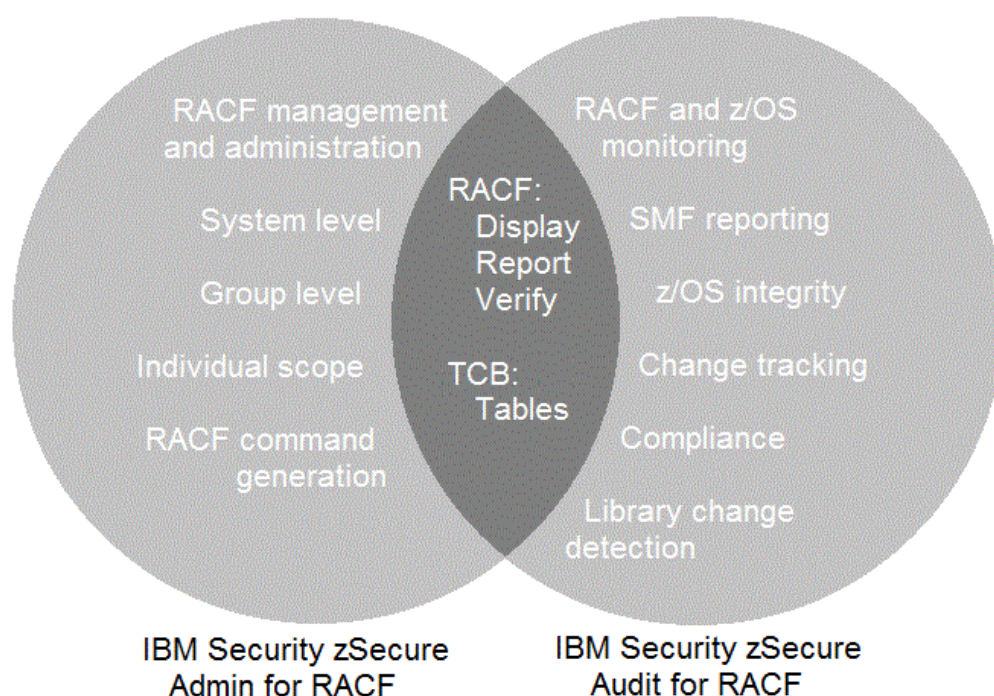 RACF management
and administration
System level
Group level
Individual scope
RACF command
generation
RACF:
Display
Report
Verify
TCB:
Tables
RACF and z/OS
monitoring
SMF reporting
z/OS integrity
Change tracking
Compliance
Library change
detection
IBM Security zSecure
Admin for RACF
IBM Security zSecure
Audit for RACF